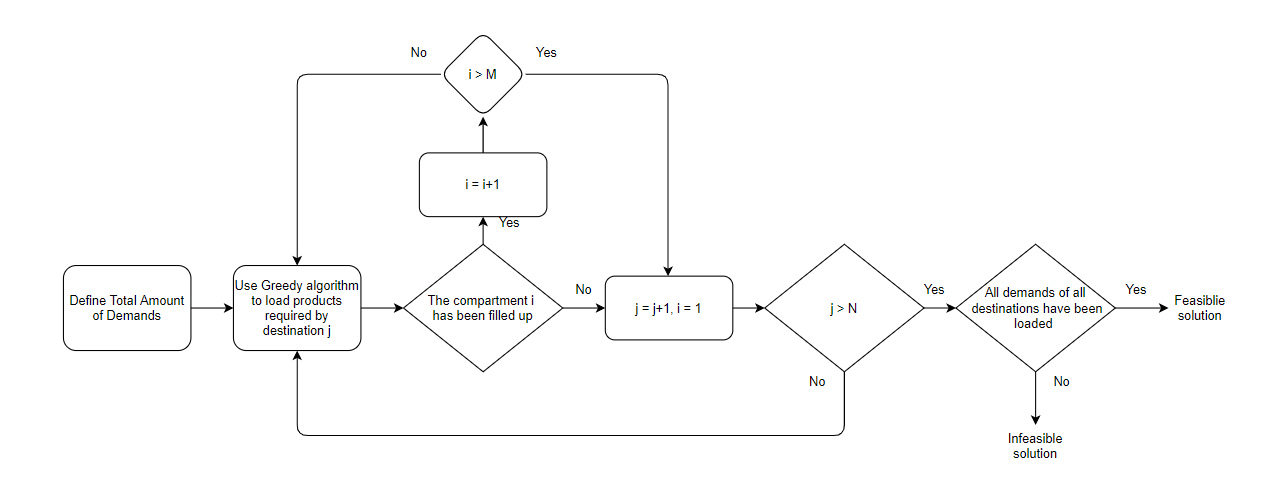 No
Yes
i > M
i = i+1
Yes
Define Total Amount
of Demands
Use Greedy algorithm
to load products
required by
destination j
The compartment i
has been filled up
No
j = j+1, i = 1
j > N
Yes
No
All demands of all
destinations have been
loaded
Yes
Feasiblie
solution
No
Infeasible
solution